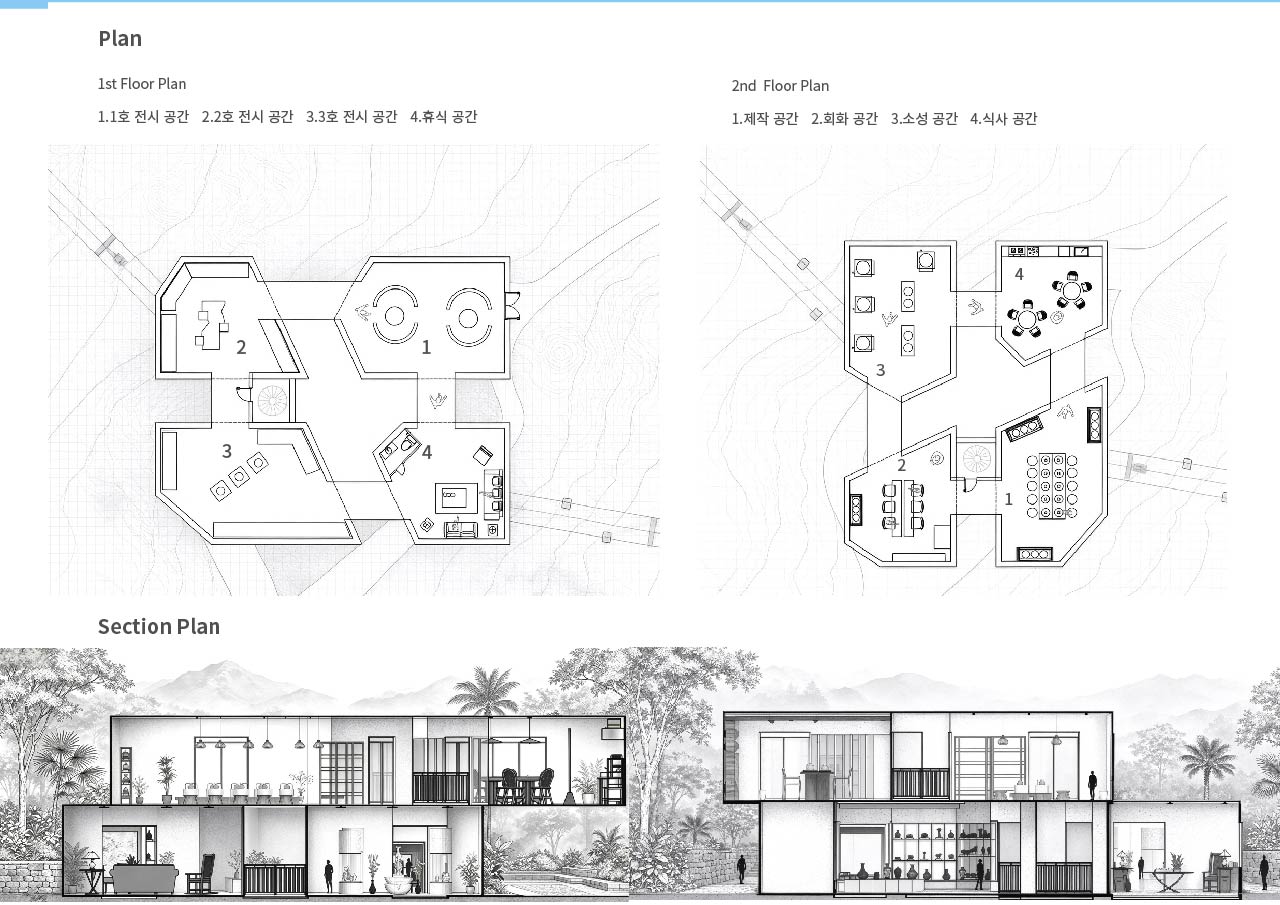 Plan
1st Floor Plan
1.1호 전시 공간 2.2호 전시 공간 3.3호 전시 공간 4.휴식 공간
2nd Floor Plan
1.제작 공간 2.회화 공간 3.소성 공간 4.식사 공간
2
1
3
4
4
3
2
1
Section Plan